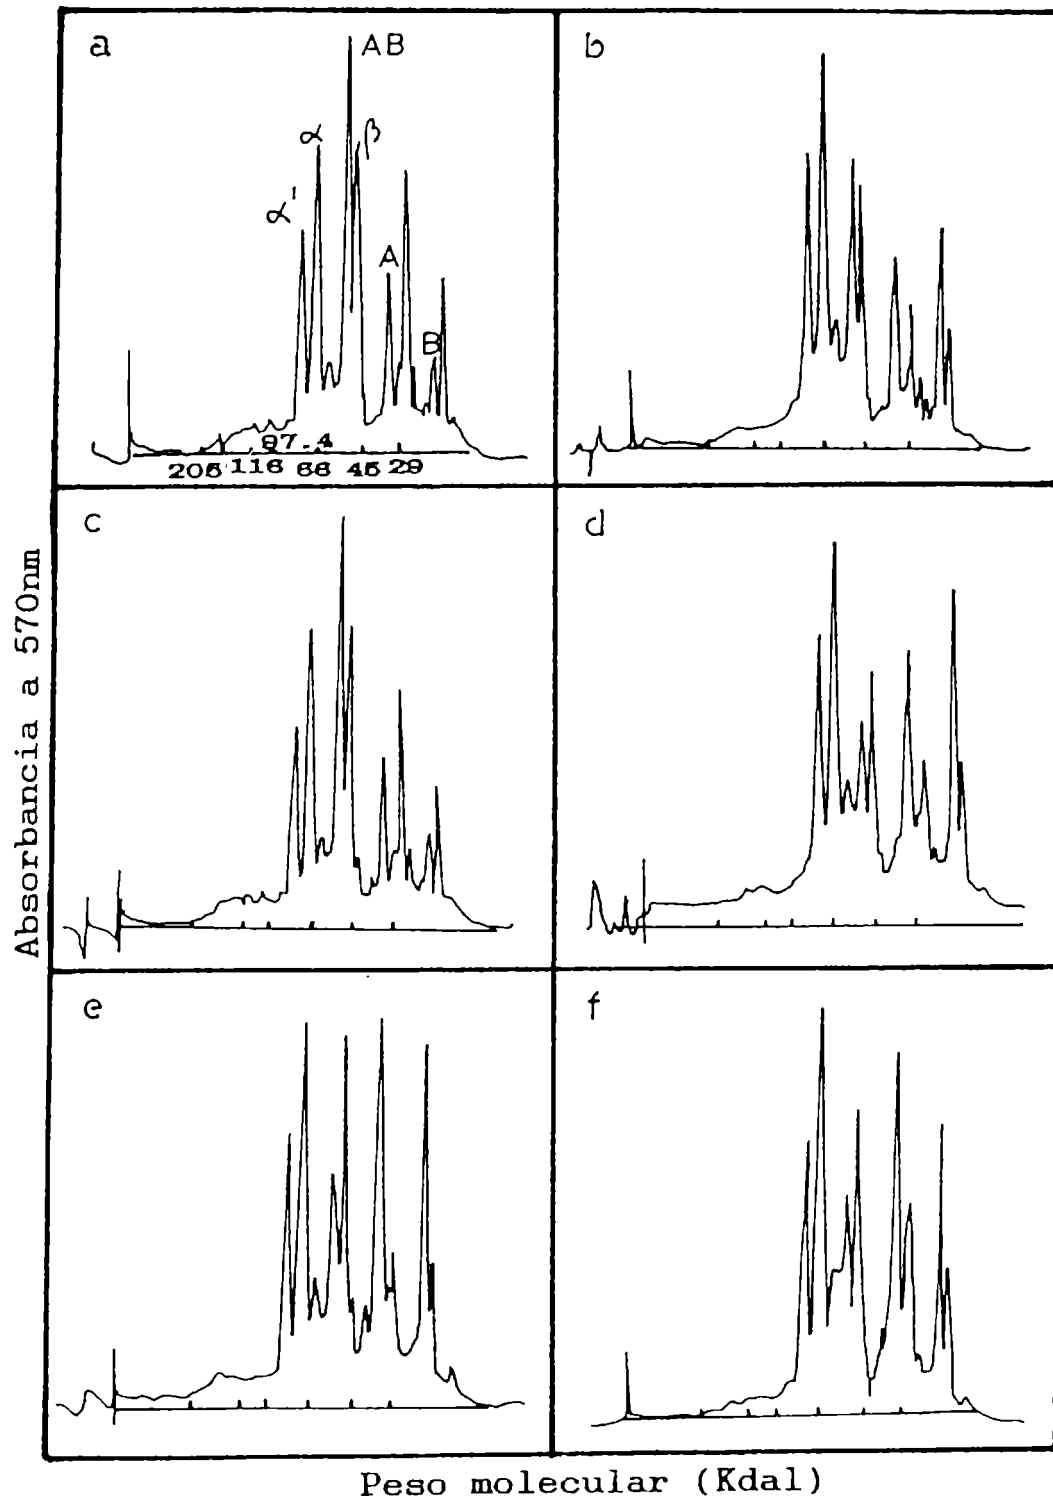 a
AB
α
β
α'
A
B
97.4
205 116 66 45 29
b
c
d
e
f
Absorbancia a 570nm
Peso molecular (Kdal)